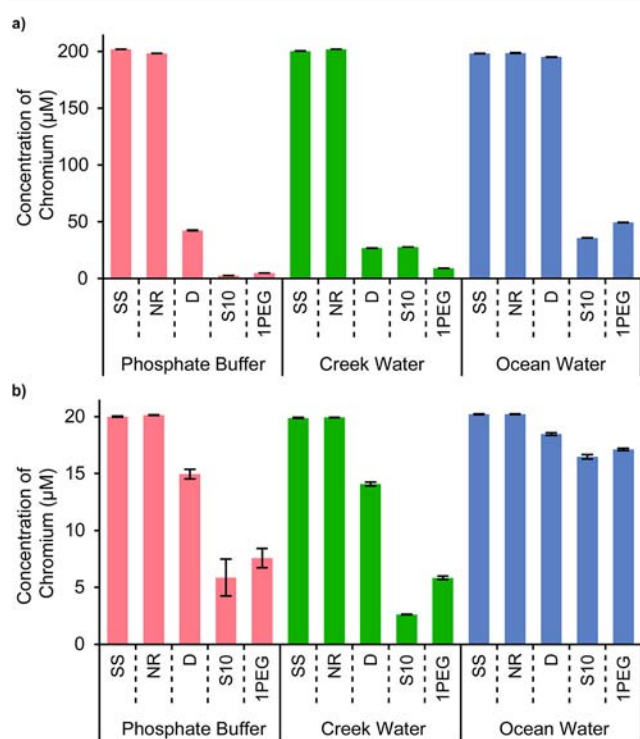 a)
Concentration of
Chromium (µM)
200
150
100
50
0
SS NR D S10 1PEG SS NR D S10 1PEG SS NR D S10 1PEG
Phosphate Buffer Creek Water Ocean Water
b)
Concentration of
Chromium (µM)
20
15
10
5
0
SS NR D S10 1PEG SS NR D S10 1PEG SS NR D S10 1PEG
Phosphate Buffer Creek Water Ocean Water